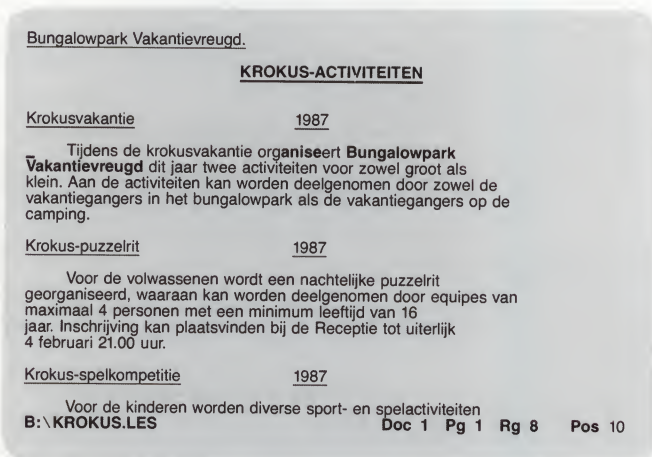 Bungalowpark Vakantievreugd.
KROKUS-ACTIVITEITEN
Krokusvakantie 1987
Tijdens de krokusvakantie organiseert Bungalowpark
Vakantievreugd dit jaar twee activiteiten voor zowel groot als
klein. Aan de activiteiten kan worden deelgenomen door zowel de
vakantiegangers in het bungalowpark als de vakantiegangers op de
camping.
Krokus-puzzelrit 1987
Voor de volwassenen wordt een nachtelijke puzzelrit
georganiseerd, waaraan kan worden deelgenomen door equipes van
maximaal 4 personen met een minimum leeftijd van 16
jaar. Inschrijving kan plaatsvinden bij de Receptie tot uiterlijk
4 februari 21.00 uur.
Krokus-spelkompetitie 1987
Voor de kinderen worden diverse sport- en spelactiviteiten
B:\KROKUS.LES Doc 1 Pg 1 Rg 8 Pos 10